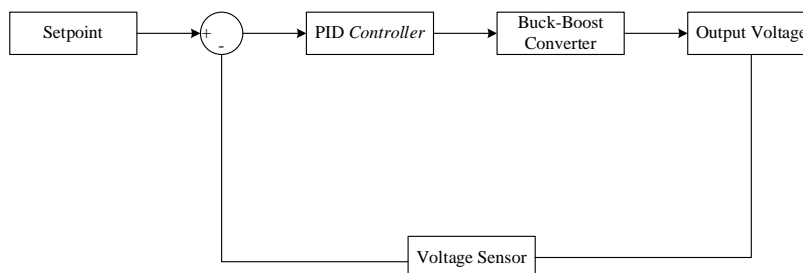 Setpoint
+
-
PID Controller
Buck-Boost
Converter
Output Voltage
Voltage Sensor